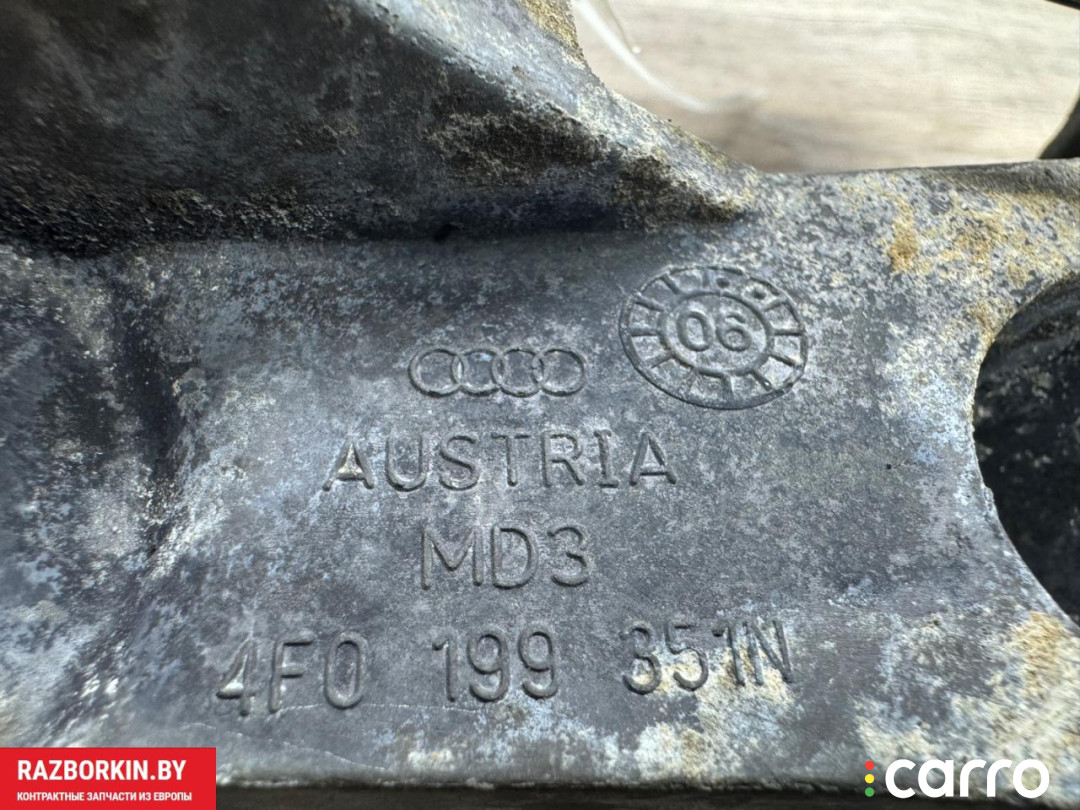 06
AUSTRIA
MD3
4F0 199 351N
RAZBORKIN.BY
КОНТРАКТНЫЕ ЗАПЧАСТИ ИЗ ЕВРОПЫ
carro